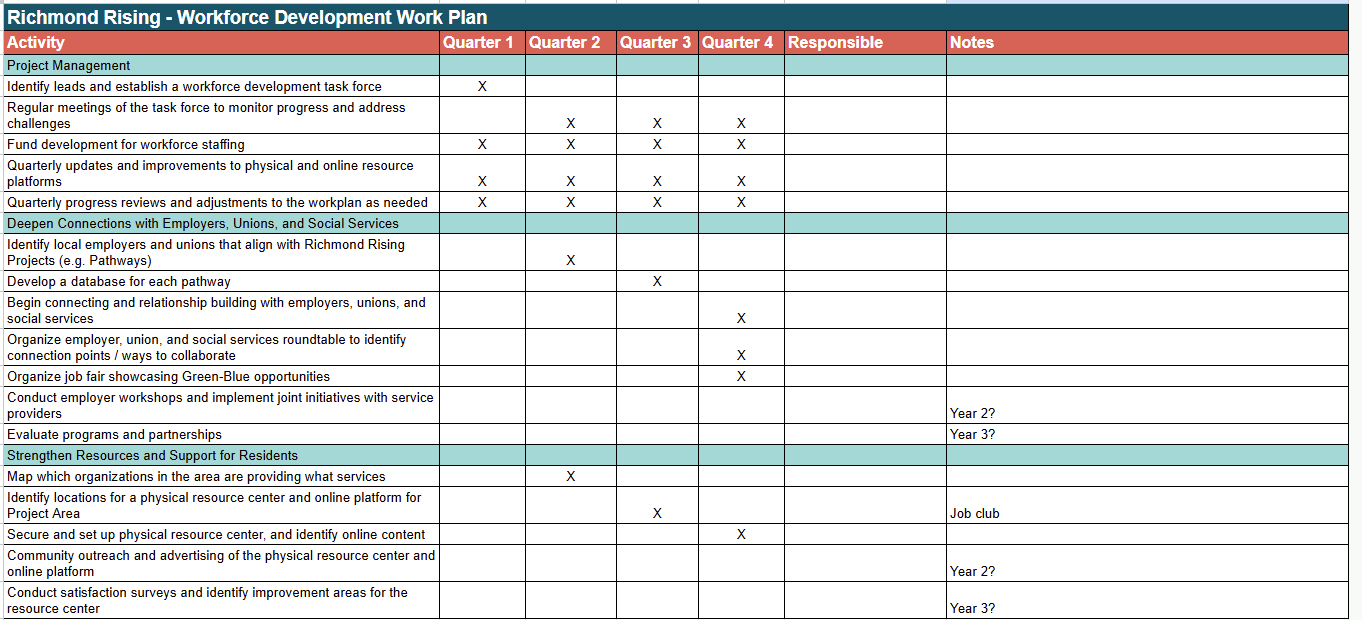 Richmond Rising - Workforce Development Work Plan
Activity Quarter 1 Quarter 2 Quarter 3 Quarter 4 Responsible Notes
Project Management
Identify leads and establish a workforce development task force X
Regular meetings of the task force to monitor progress and address
challenges X X X
Fund development for workforce staffing X X X X
Quarterly updates and improvements to physical and online resource
platforms X X X X
Quarterly progress reviews and adjustments to the workplan as needed X X X X
Deepen Connections with Employers, Unions, and Social Services
Identify local employers and unions that align with Richmond Rising
Projects (e.g. Pathways) X
Develop a database for each pathway X
Begin connecting and relationship building with employers, unions, and
social services X
Organize employer, union, and social services roundtable to identify
connection points / ways to collaborate X
Organize job fair showcasing Green-Blue opportunities X
Conduct employer workshops and implement joint initiatives with service
providers Year 2?
Evaluate programs and partnerships Year 3?
Strengthen Resources and Support for Residents
Map which organizations in the area are providing what services X
Identify locations for a physical resource center and online platform for
Project Area X Job club
Secure and set up physical resource center, and identify online content X
Community outreach and advertising of the physical resource center and
online platform Year 2?
Conduct satisfaction surveys and identify improvement areas for the
resource center Year 3?